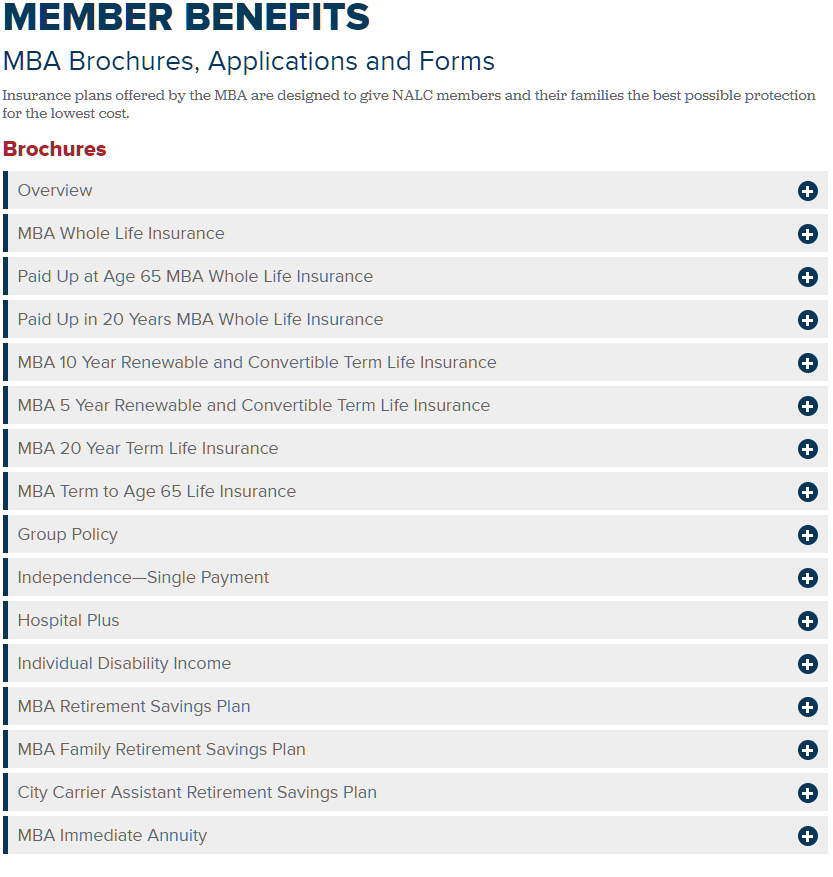 MEMBER BENEFITS
MBA Brochures, Applications and Forms
Insurance plans offered by the MBA are designed to give NALC members and their families the best possible protection
for the lowest cost.
Brochures
Overview
MBA Whole Life Insurance
Paid Up at Age 65 MBA Whole Life Insurance
Paid Up in 20 Years MBA Whole Life Insurance
MBA 10 Year Renewable and Convertible Term Life Insurance
MBA 5 Year Renewable and Convertible Term Life Insurance
MBA 20 Year Term Life Insurance
MBA Term to Age 65 Life Insurance
Group Policy
Independence—Single Payment
Hospital Plus
Individual Disability Income
MBA Retirement Savings Plan
MBA Family Retirement Savings Plan
City Carrier Assistant Retirement Savings Plan
MBA Immediate Annuity